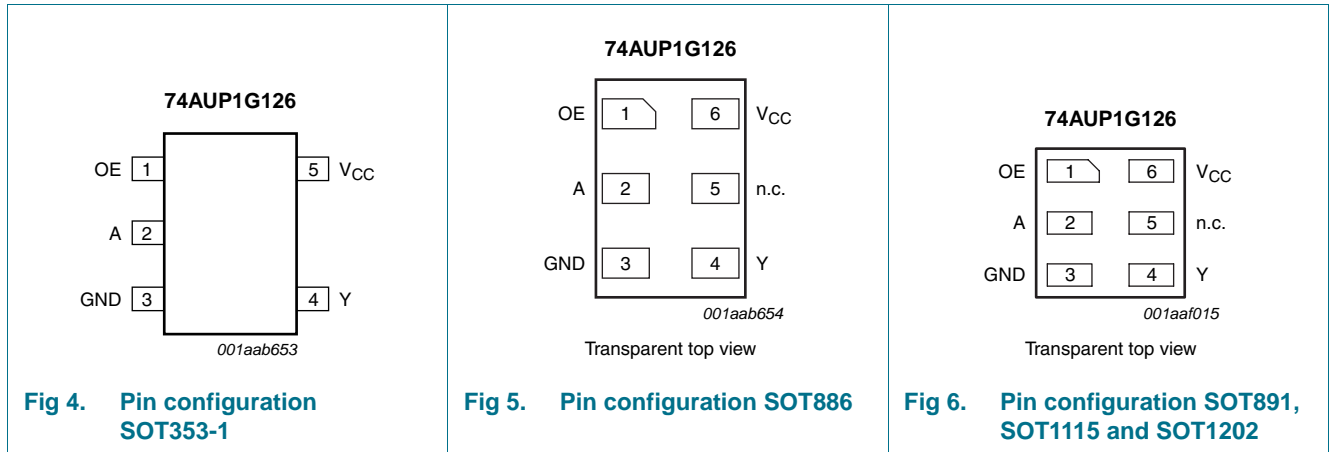 74AUP1G126
OE 1
5 VCC
A 2
GND 3
4 Y
001aab653
Fig 4. Pin configuration
SOT353-1
74AUP1G126
OE 1 6 VCC
A 2 5 n.c.
GND 3 4 Y
001aab654
Transparent top view
Fig 5. Pin configuration SOT886
74AUP1G126
OE 1 6 VCC
A 2 5 n.c.
GND 3 4 Y
001aaf015
Transparent top view
Fig 6. Pin configuration SOT891,
SOT1115 and SOT1202